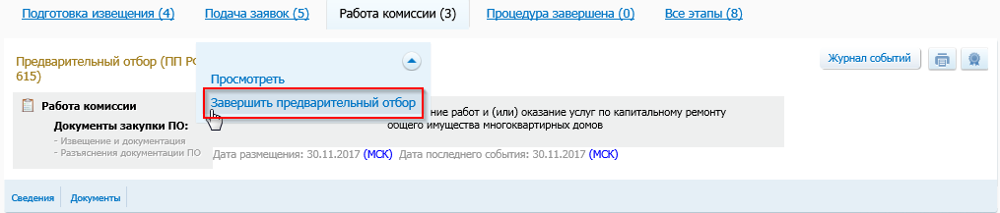 Подготовка извещения (4) Подача заявок (5) Работа комиссии (3) Процедура завершена (0) Все этапы (8)
Предварительный отбор (ПП РФ
615)
Журнал событий
Просмотреть
Завершить предварительный отбор
Работа комиссии
Документы закупки ПО:
- Извещение и документация
- Разъяснения документации ПО
ние работ и (или) оказание услуг по капитальному ремонту
общего имущества многоквартирных домов
Дата размещения: 30.11.2017 (МСК) Дата последнего события: 30.11.2017 (МСК)
Сведения Документы